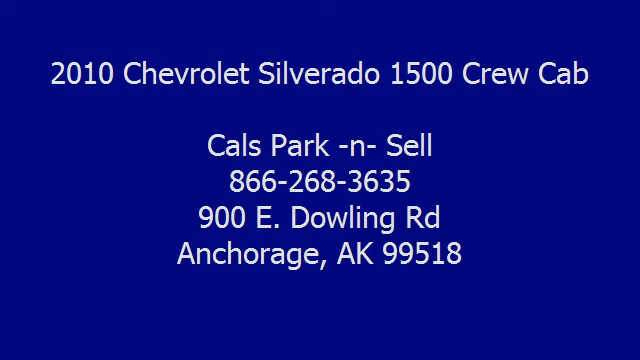 2010 Chevrolet Silverado 1500 Crew Cab
Cals Park -n- Sell
866-268-3635
900 E. Dowling Rd
Anchorage, AK 99518